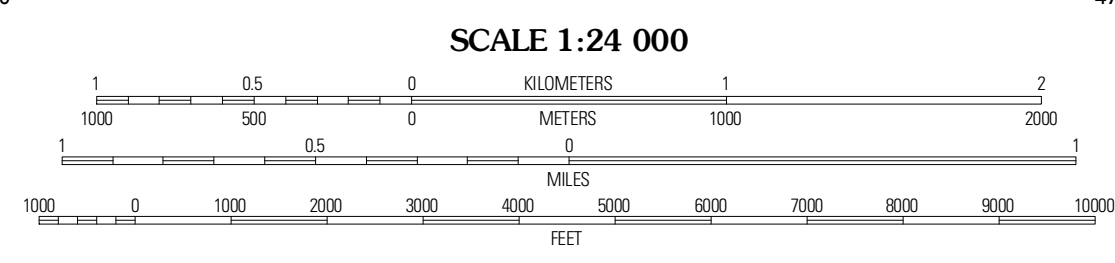 SCALE 1:24 000
1 0.5 0 KILOMETERS 1 2
1000 500 0 METERS 1000 2000
1 0.5 0 1
MILES
1000 0 1000 2000 3000 4000 5000 6000 7000 8000 9000 10000
FEET